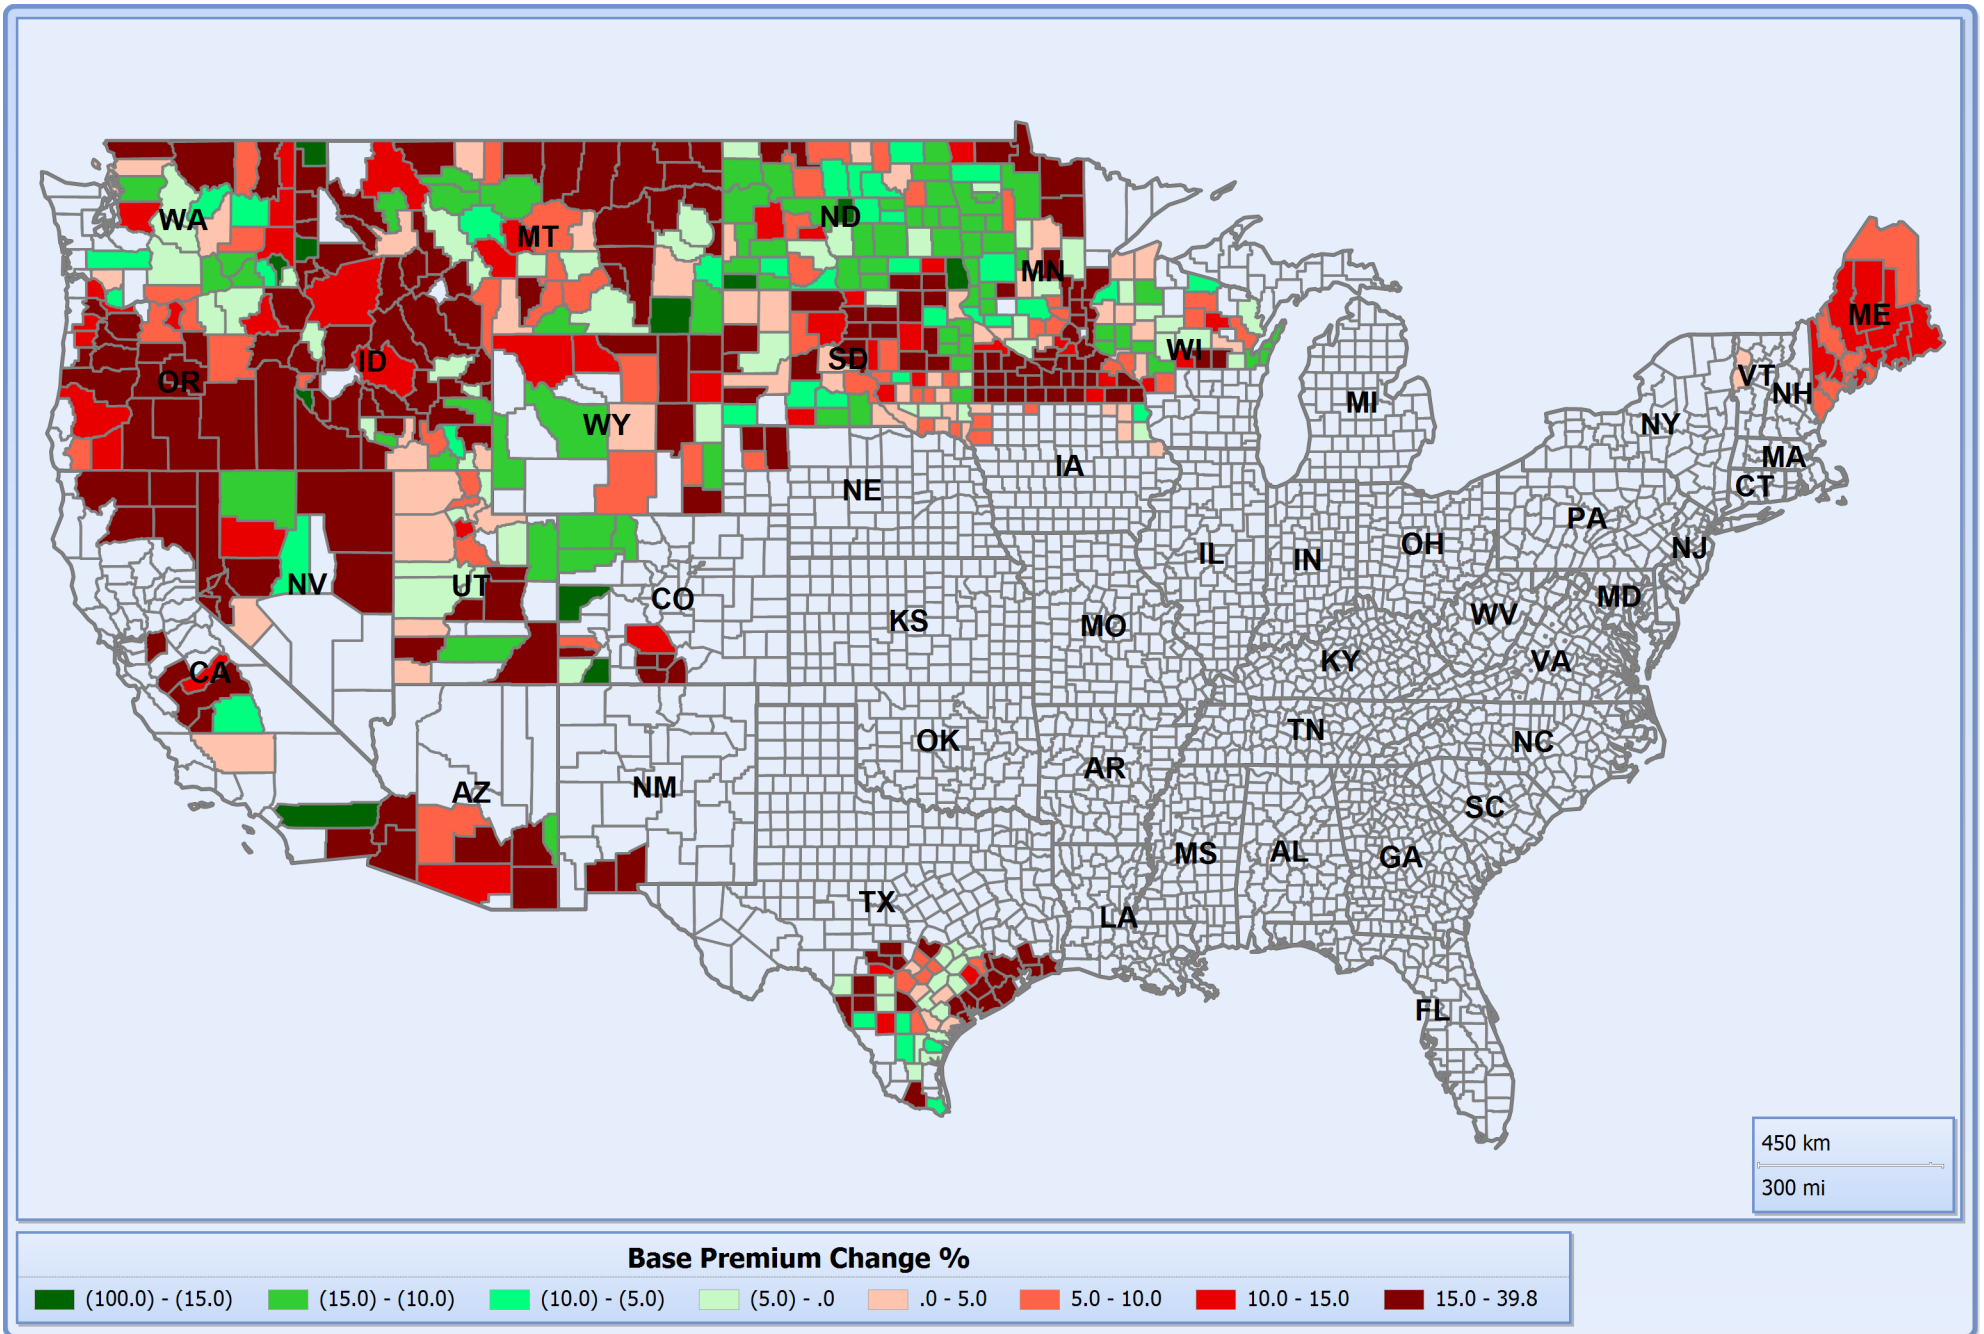 WA
MT
ND
MN
ME
OR
ID
SD
WI
VT
NH
WY
MI
NY
MA
CT
IA
NE
PA
NJ
NV
UT
CO
IL
IN
OH
MD
WV
KS
MO
KY
VA
CA
OK
TN
NC
AZ
NM
AR
SC
MS
AL
GA
TX
LA
FL
450 km
300 mi
Base Premium Change %
(100.0) - (15.0) (15.0) - (10.0) (10.0) - (5.0) (5.0) - .0 .0 - 5.0 5.0 - 10.0 10.0 - 15.0 15.0 - 39.8